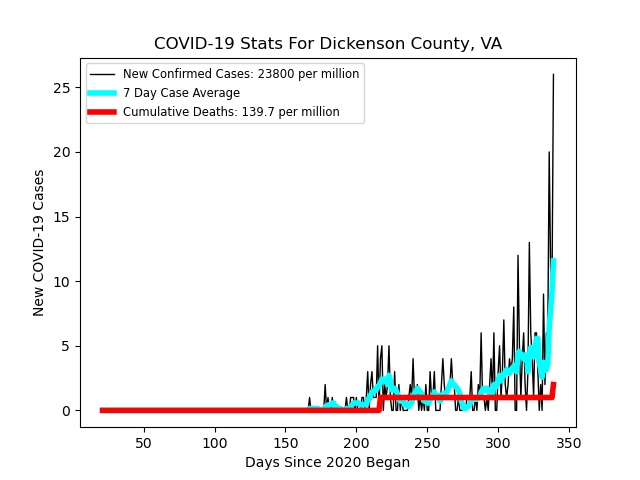 COVID-19 Stats For Dickenson County, VA
New Confirmed Cases: 23800 per million
7 Day Case Average
Cumulative Deaths: 139.7 per million
New COVID-19 Cases
25
20
15
10
5
0
50
100
150
200
250
300
350
Days Since 2020 Began